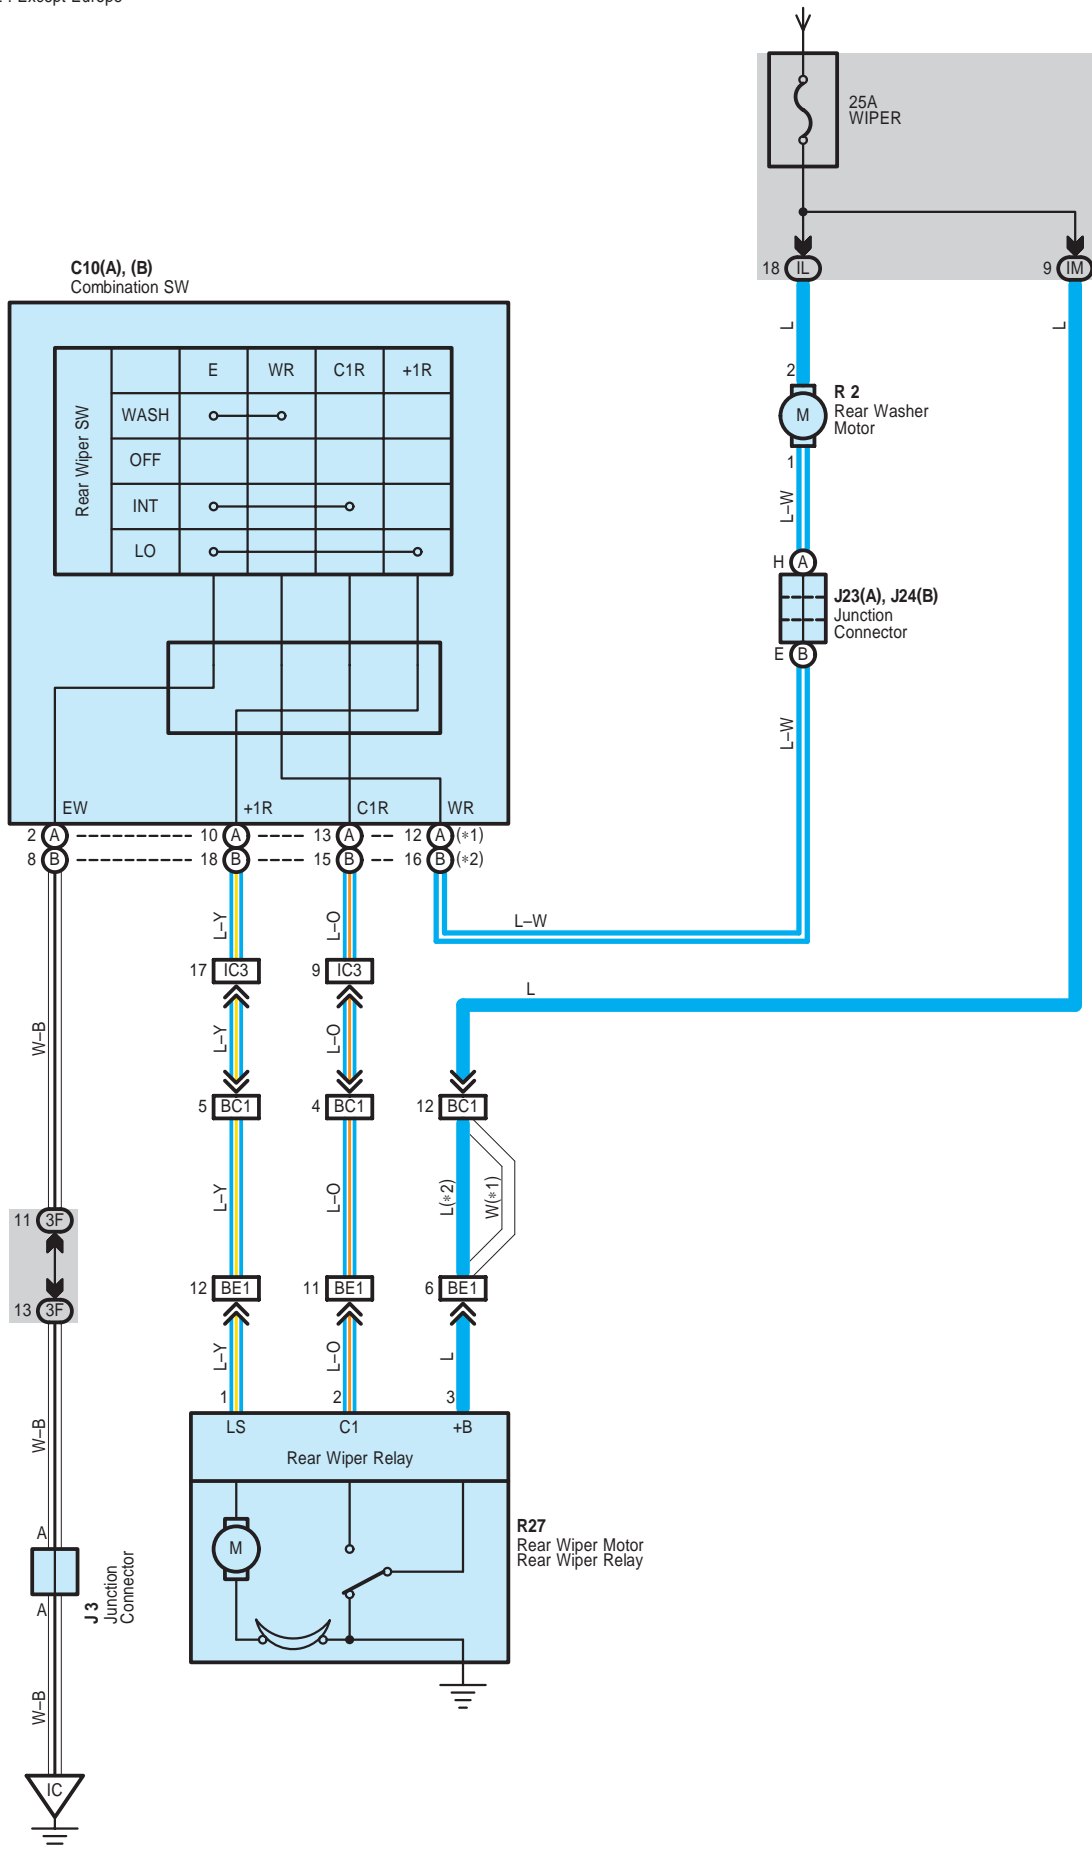 : Except Europe
25A
WIPER
18 IL
9 IM
C10(A), (B)
Combination SW
Rear Wiper SW
E WR C1R +1R
WASH
OFF
INT
LO
EW +1R C1R WR
2 A 10 A 13 A 12 A (*1)
8 B 18 B 15 B 16 B (*2)
L
L
2
R 2
Rear Washer
Motor
M
1
L–W
H A
J23(A), J24(B)
Junction
Connector
E B
L–W
L–W
L
L–Y
L–O
17 IC3
9 IC3
W–B
L–Y
L–O
5 BC1
4 BC1
12 BC1
L–Y
L–O
L(*2)
W(*1)
11 3F
13 3F
12 BE1
11 BE1
6 BE1
L–Y
L–O
L
1 2 3
LS C1 +B
Rear Wiper Relay
M
R27
Rear Wiper Motor
Rear Wiper Relay
W–B
A
J 3
Junction
Connector
A
W–B
IC